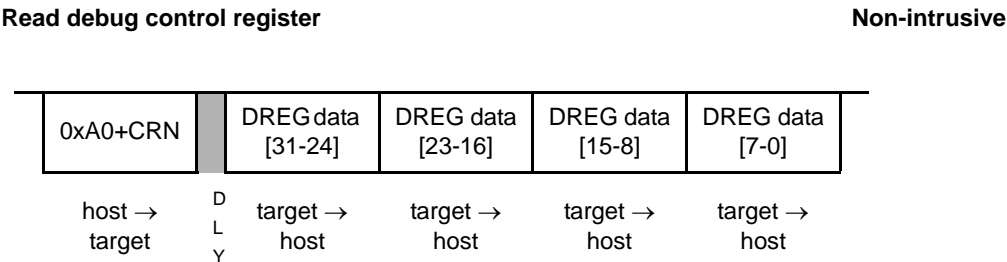 Read debug control register Non-intrusive
0xA0+CRN
DREG data
[31-24]
DREG data
[23-16]
DREG data
[15-8]
DREG data
[7-0]
host →
target
D
L
Y
target →
host
target →
host
target →
host
target →
host